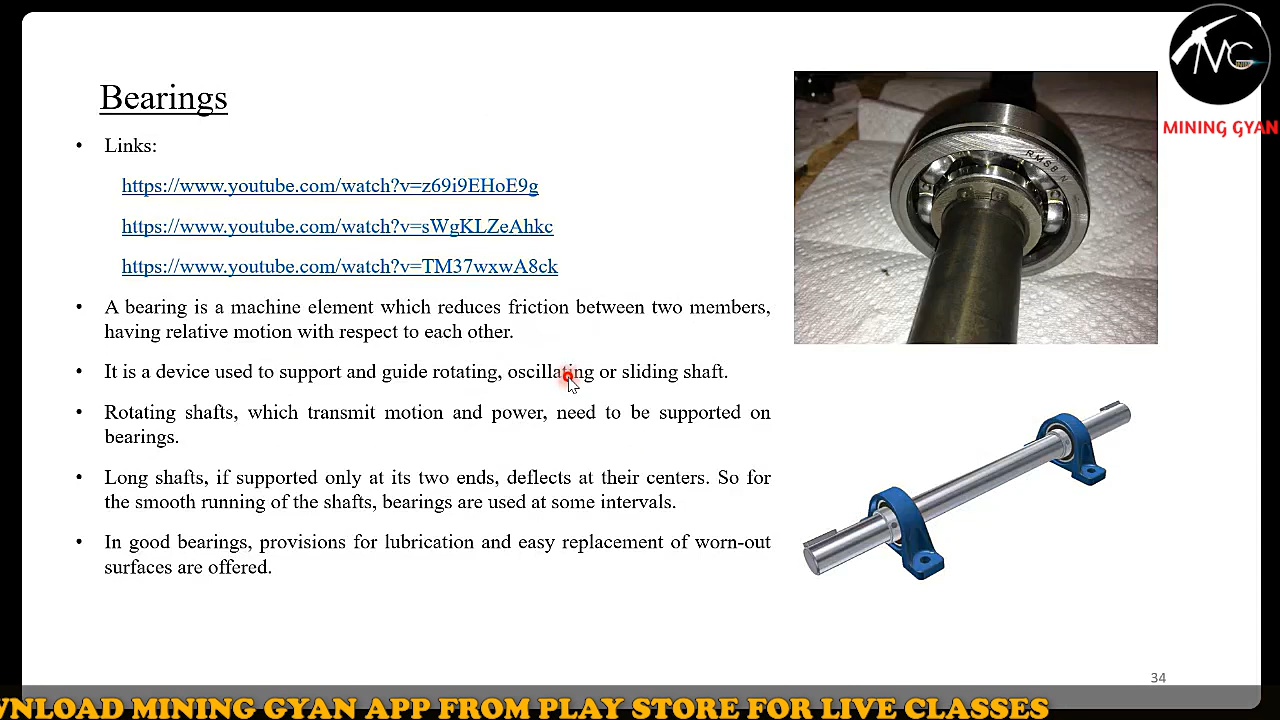 Bearings
• Links:
https://www.youtube.com/watch?v=z69i9EHoE9g
https://www.youtube.com/watch?v=sWgKLZeAhkc
https://www.youtube.com/watch?v=TM37wxwA8ck
• A bearing is a machine element which reduces friction between two members,
having relative motion with respect to each other.
• It is a device used to support and guide rotating, oscillating or sliding shaft.
• Rotating shafts, which transmit motion and power, need to be supported on
bearings.
• Long shafts, if supported only at its two ends, deflects at their centers. So for
the smooth running of the shafts, bearings are used at some intervals.
• In good bearings, provisions for lubrication and easy replacement of worn-out
surfaces are offered.
MG
MINING GYAN
34
WNLOAD MINING GYAN APP FROM PLAY STORE FOR LIVE CLASSES